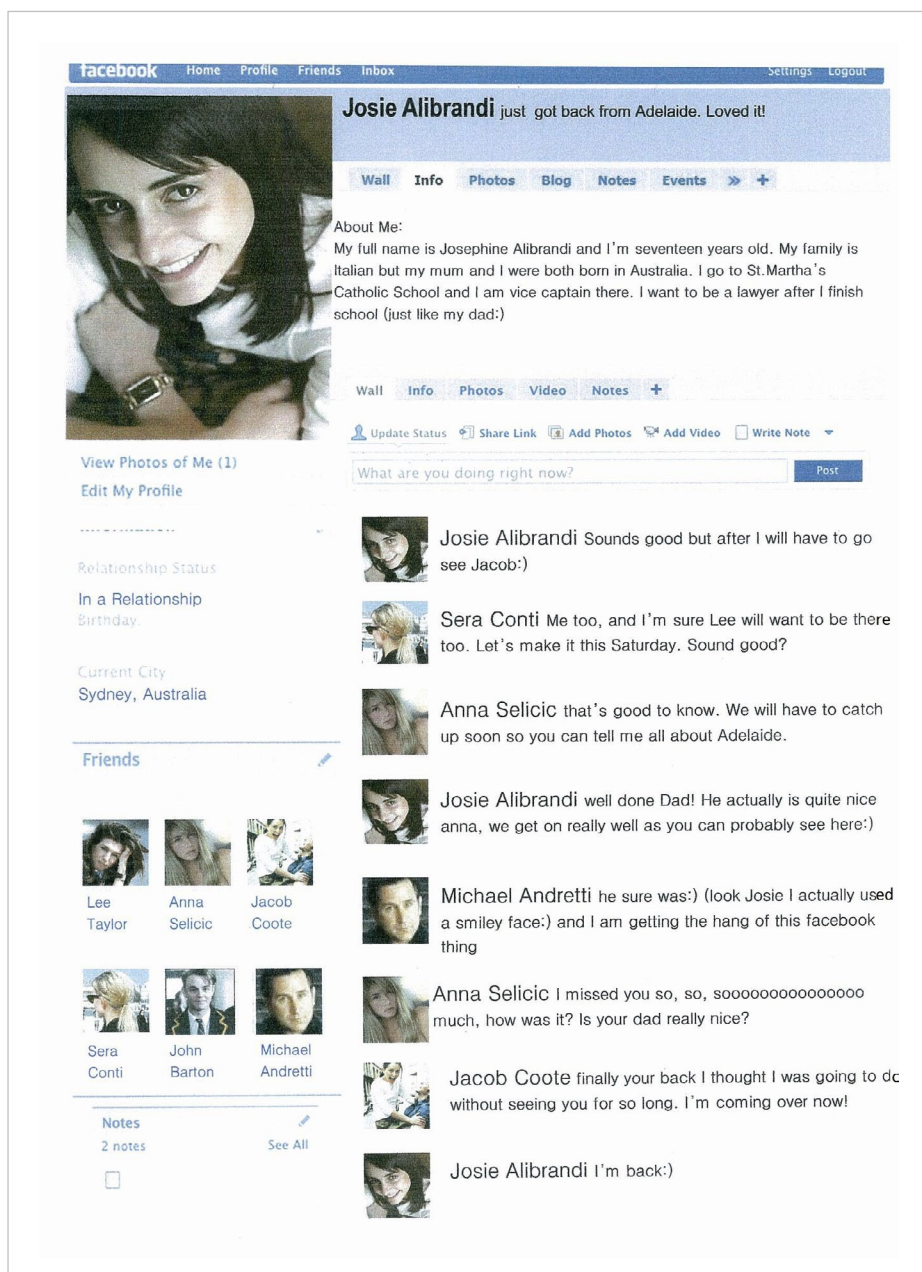 facebook Home Profile Friends Inbox Settings Logout
Josie Alibrandi just got back from Adelaide. Loved it!
Wall Info Photos Blog Notes Events » +
About Me:
My full name is Josephine Alibrandi and I'm seventeen years old. My family is
Italian but my mum and I were both born in Australia. I go to St.Martha's
Catholic School and I am vice captain there. I want to be a lawyer after I finish
school (just like my dad:)
Wall Info Photos Video Notes +
Update Status Share Link Add Photos Add Video Write Note
What are you doing right now? Post
View Photos of Me (1)
Edit My Profile
Information
Relationship Status
In a Relationship
Birthday.
Current City
Sydney, Australia
Friends
Lee
Taylor
Anna
Selicic
Jacob
Coote
Sera
Conti
John
Barton
Michael
Andretti
Notes
2 notes See All
Josie Alibrandi Sounds good but after I will have to go
see Jacob:)
Sera Conti Me too, and I'm sure Lee will want to be there
too. Let's make it this Saturday. Sound good?
Anna Selicic that's good to know. We will have to catch
up soon so you can tell me all about Adelaide.
Josie Alibrandi well done Dad! He actually is quite nice
anna, we get on really well as you can probably see here:)
Michael Andretti he sure was:) (look Josie I actually used
a smiley face:) and I am getting the hang of this facebook
thing
Anna Selicic I missed you so, so, sooooooooooooooo
much, how was it? Is your dad really nice?
Jacob Coote finally your back I thought I was going to
without seeing you for so long. I'm coming over now!
Josie Alibrandi I'm back:)